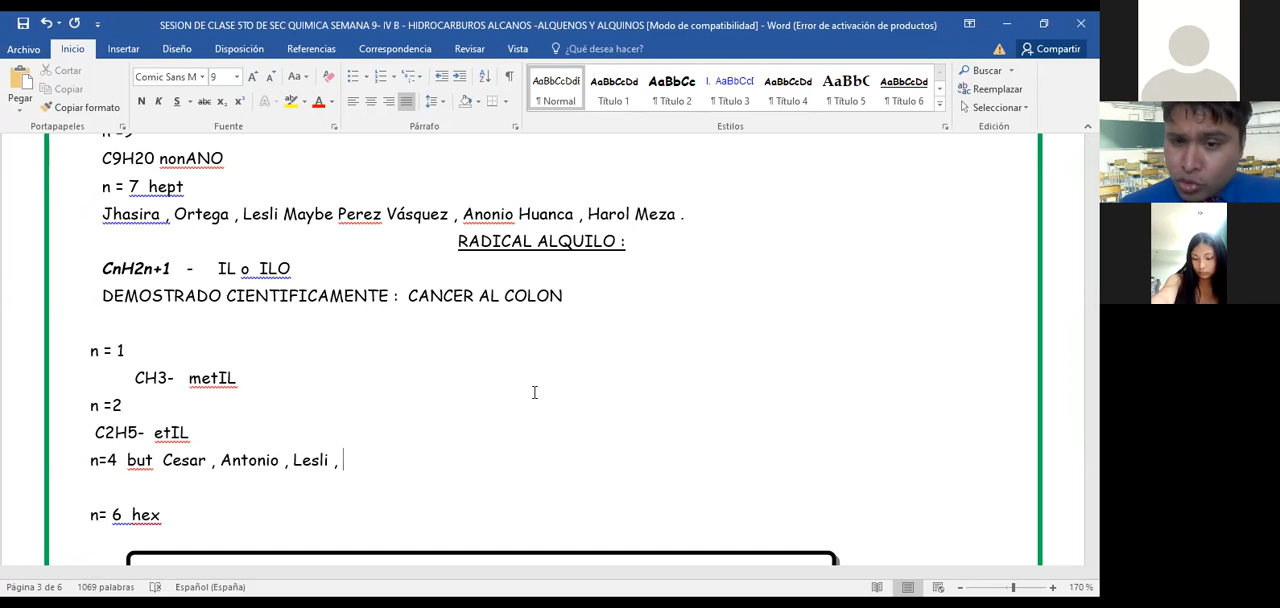 SESION DE CLASE 5TO DE SEC QUIMICA SEMANA 9- IV B - HIDROCARBUROS ALCANOS -ALQUENOS Y ALQUINOS [Modo de compatibilidad] - Word (Error de activación de productos)
Archivo Inicio Insertar Diseño Disposición Referencias Correspondencia Revisar Vista ¿Qué desea hacer? Compartir
Pegar Cortar Copiar Copiar formato
Comic Sans M 9 Aa
N K S abc x₂ x² A A
AaBbCcDdI ¶ Normal
AaBbCcDd Título 1
AaBbCc Título 2
I. AaBbCcI ¶ Título 3
AaBbCcDd ¶ Título 4
AaBbC ¶ Título 5
AaBbCcDd ¶ Título 6
Buscar
Reemplazar
Seleccionar
Portapapeles Fuente Párrafo Estilos Edición
C9H20 nonANO
n = 7 hept
Jhasira , Ortega , Lesli Maybe Perez Vásquez , Anonio Huanca , Harol Meza .
RADICAL ALQUILO :
CnH2n+1 - IL o ILO
DEMOSTRADO CIENTIFICAMENTE : CANCER AL COLON
n = 1
CH3- metIL
n =2
C2H5- etIL
n=4 but Cesar , Antonio , Lesli ,
n= 6 hex
Página 3 de 6 1069 palabras Español (España) 170 %